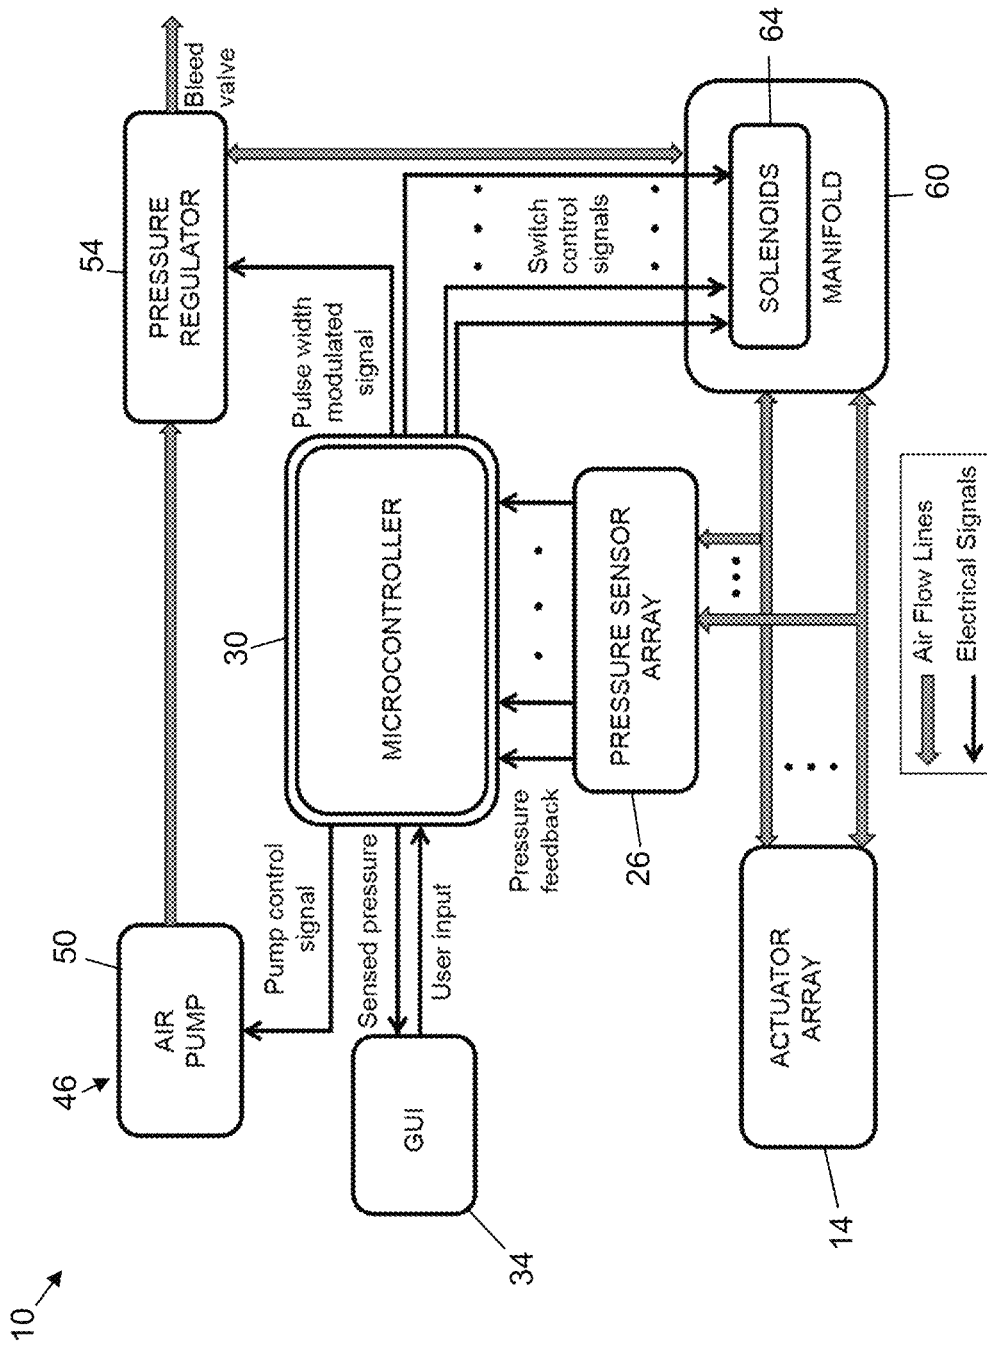 10
46
50
AIR
PUMP
54
PRESSURE
REGULATOR
Bleed
valve
Pump control
signal
30
MICROCONTROLLER
Pulse width
modulated
signal
Sensed pressure
User input
GUI
34
Pressure
feedback
PRESSURE SENSOR
ARRAY
26
Switch
control
signals
64
SOLENOIDS
MANIFOLD
60
ACTUATOR
ARRAY
14
Air Flow Lines
Electrical Signals